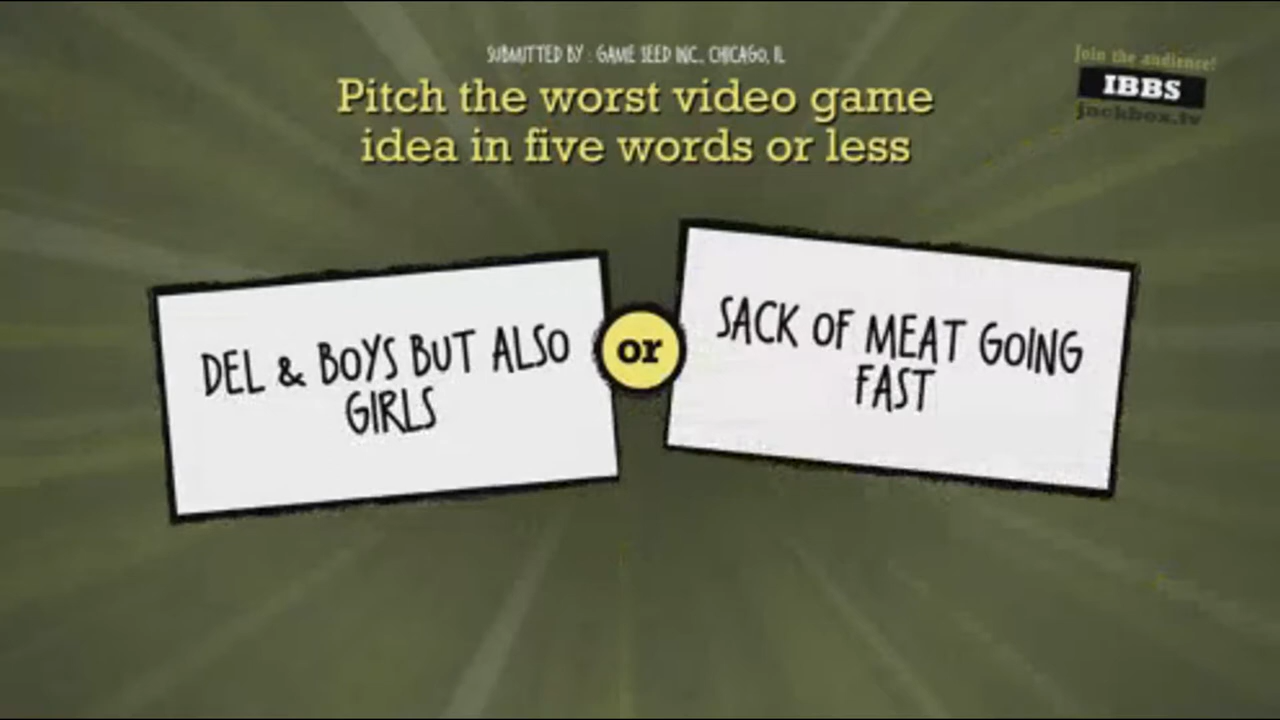 SUBMITTED BY : GAME SEED INC., CHICAGO, IL
Pitch the worst video game
idea in five words or less
Join the audience!
IBBS
jackbox.tv
DEL & BOYS BUT ALSO
GIRLS
or
SACK OF MEAT GOING
FAST